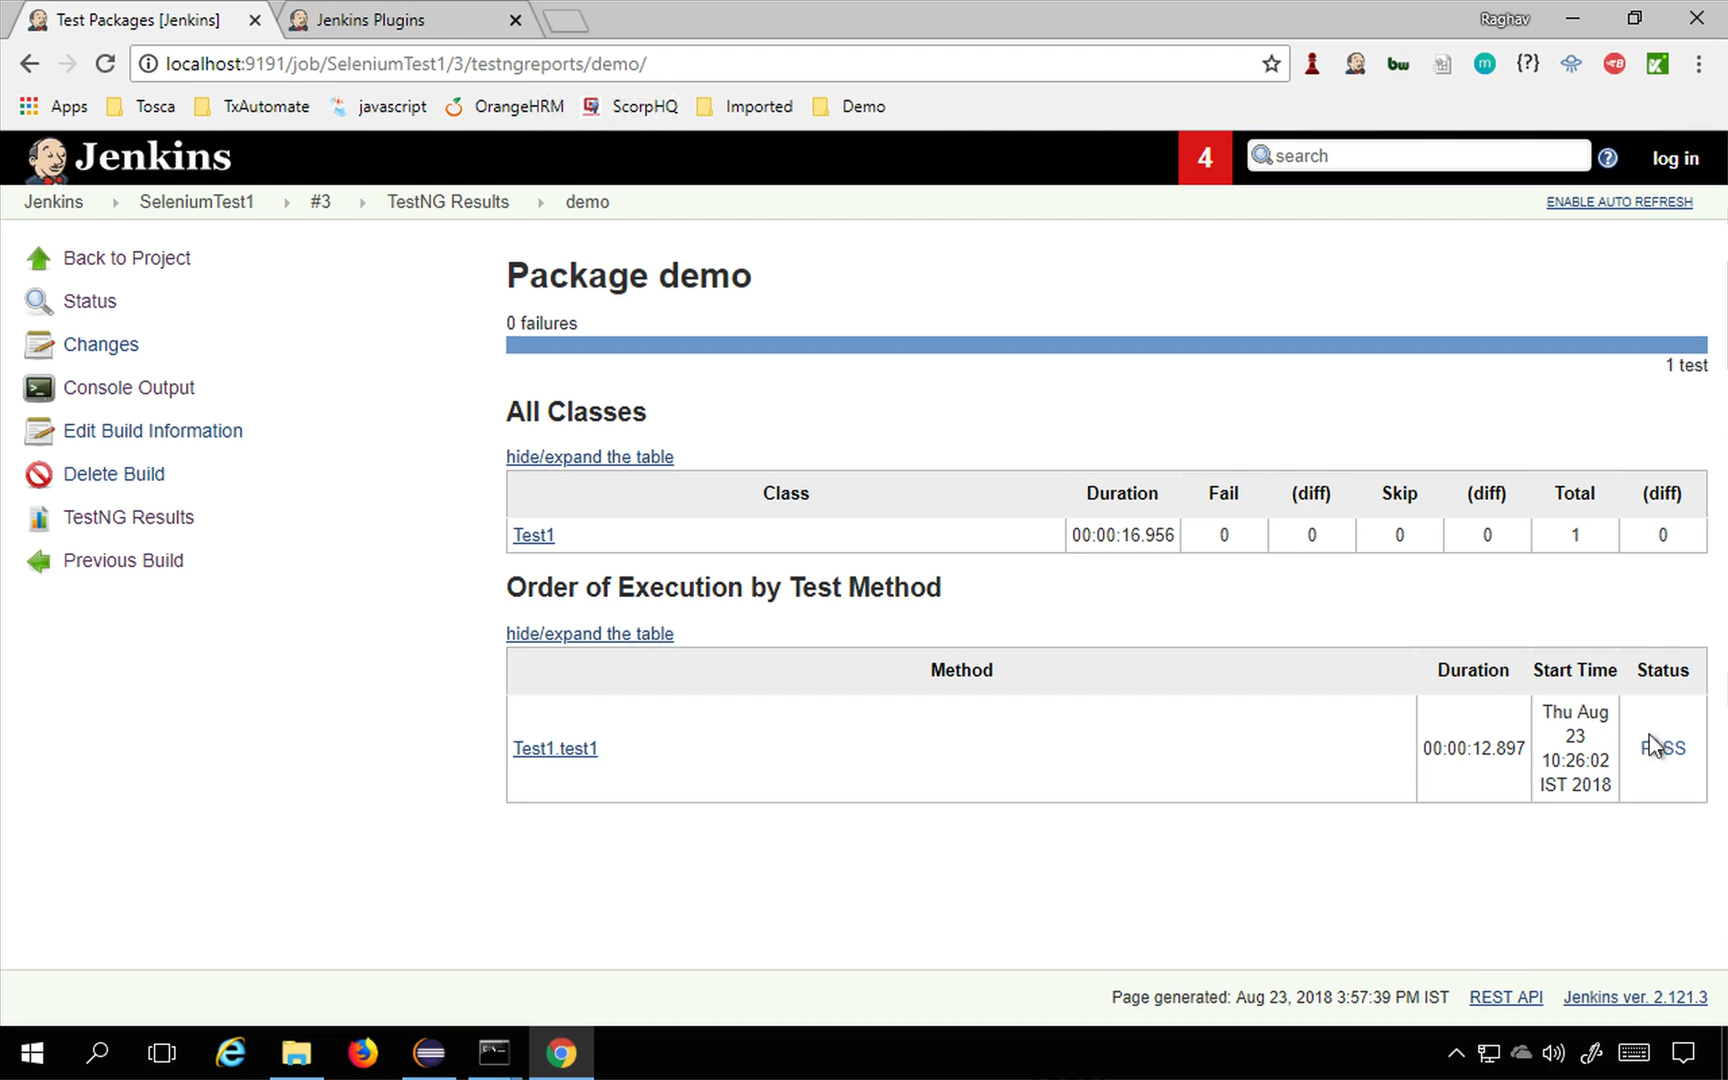 Test Packages [Jenkins]
Jenkins Plugins
Raghav
localhost:9191/job/SeleniumTest1/3/testngreports/demo/
bw
m
{?}
Apps
Tosca
TxAutomate
javascript
OrangeHRM
ScorpHQ
Imported
Demo
Jenkins
4
search
log in
Jenkins
SeleniumTest1
#3
TestNG Results
demo
ENABLE AUTO REFRESH
Back to Project
Status
Changes
Console Output
Edit Build Information
Delete Build
TestNG Results
Previous Build
Package demo
0 failures
1 test
All Classes
hide/expand the table
Class Duration Fail (diff) Skip (diff) Total (diff)
Test1 00:00:16.956 0 0 0 0 1 0
Order of Execution by Test Method
hide/expand the table
Method Duration Start Time Status
Test1.test1 00:00:12.897
Thu Aug
23
10:26:02
IST 2018
Page generated: Aug 23, 2018 3:57:39 PM IST
REST API
Jenkins ver. 2.121.3